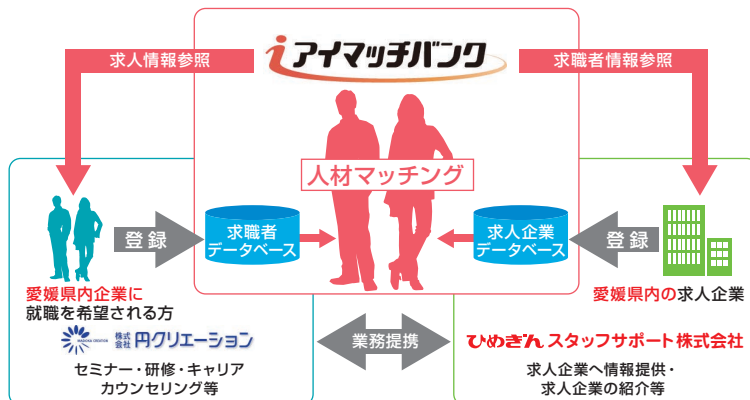 アイマッチバンク
求人情報参照
求職者情報参照
人材マッチング
登録
求職者
データベース
求人企業
データベース
登録
愛媛県内企業に
就職を希望される方
愛媛県内の求人企業
株式会社 円クリエーション
業務提携
ひめぎん スタッフサポート株式会社
セミナー・研修・キャリア
カウンセリング等
求人企業へ情報提供・
求人企業の紹介等